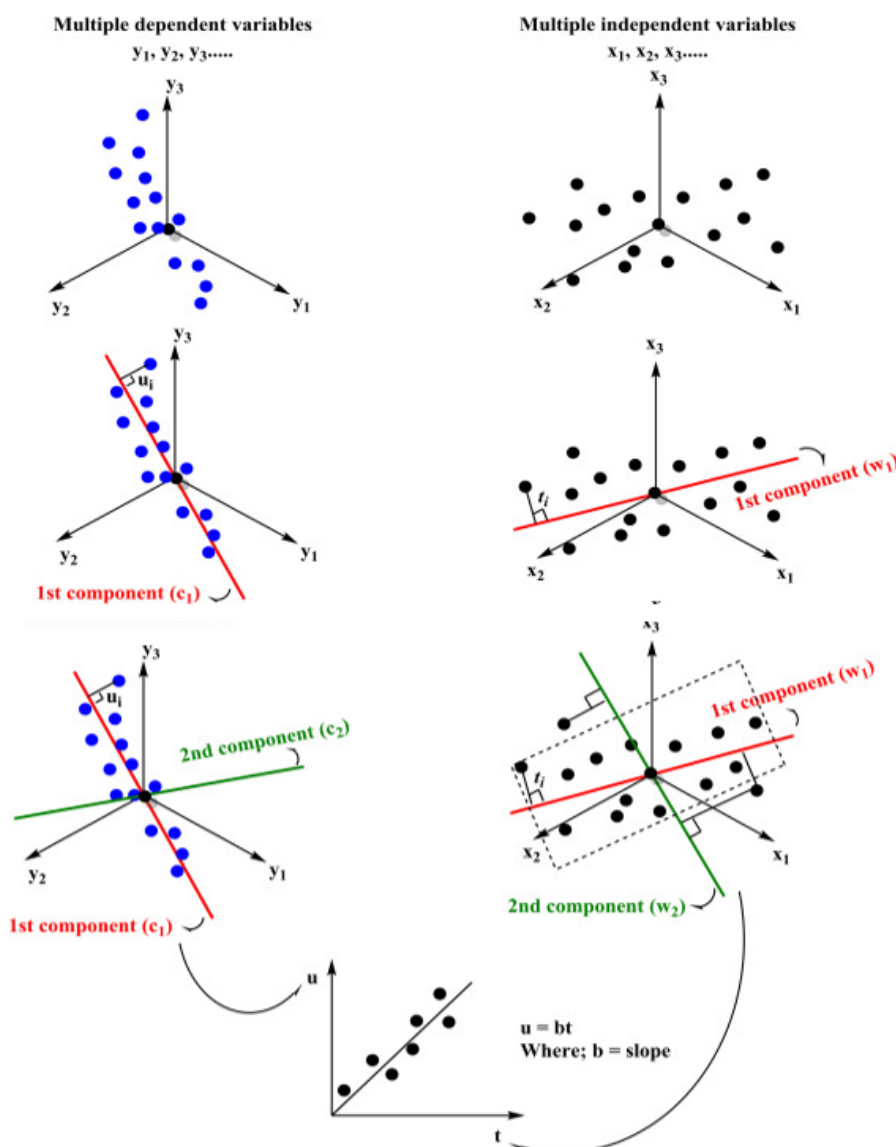 Multiple dependent variables
y₁, y₂, y₃.....
Multiple independent variables
x₁, x₂, x₃.....
y₃
y₂
y₁
x₃
x₂
x₁
y₃
uᵢ
y₂
y₁
1st component (c₁)
x₃
tᵢ
1st component (w₁)
x₂
x₁
y₃
uᵢ
2nd component (c₂)
y₂
y₁
1st component (c₁)
x₃
1st component (w₁)
tᵢ
x₂
x₁
2nd component (w₂)
u
u = bt
Where; b = slope
t